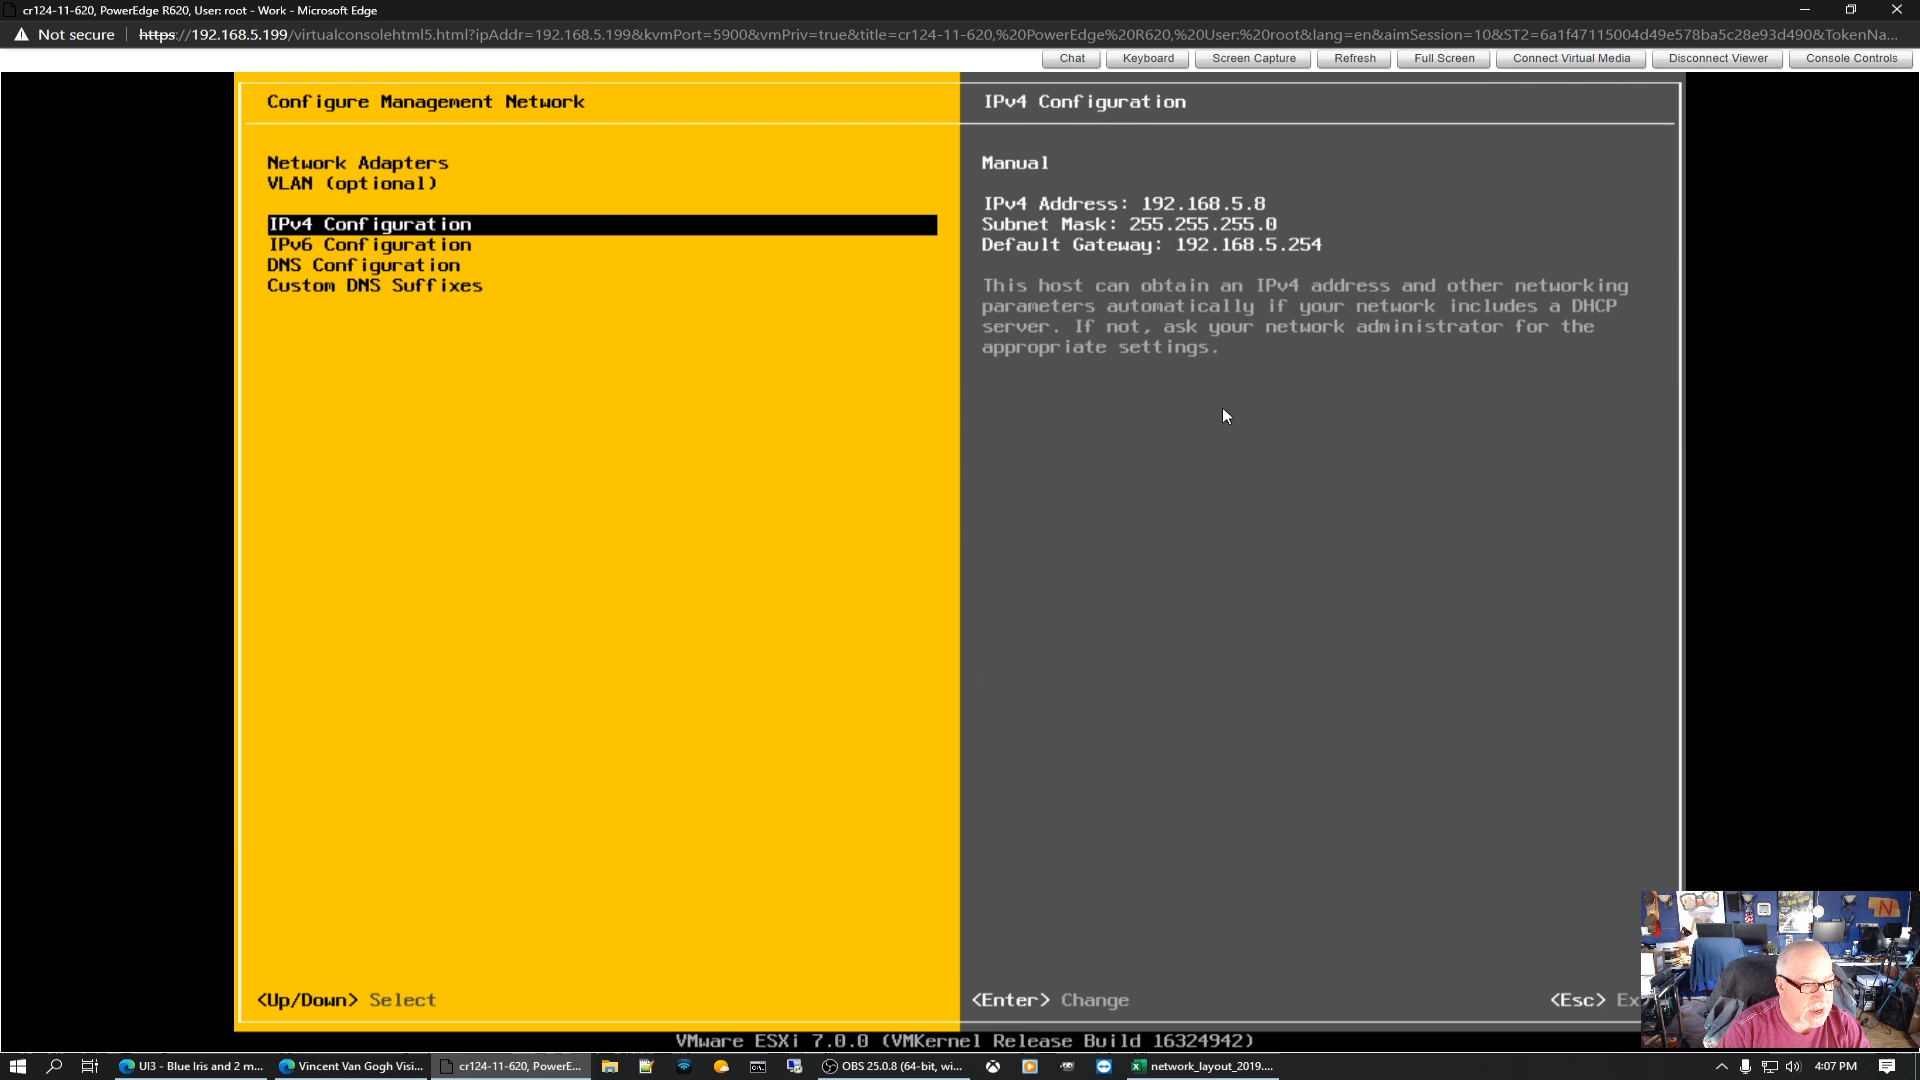 cr124-11-620, PowerEdge R620, User: root - Work - Microsoft Edge
Not secure
https://192.168.5.199/virtualconsolehtml5.html?ipAddr=192.168.5.199&kvmPort=5900&vmPriv=true&title=cr124-11-620,%20PowerEdge%20R620,%20User:%20root&lang=en&aimSession=10&ST2=6a1f47115004d49e578ba5c28e93d490&TokenNa...
Chat
Keyboard
Screen Capture
Refresh
Full Screen
Connect Virtual Media
Disconnect Viewer
Console Controls
Configure Management Network
Network Adapters
VLAN (optional)
IPv4 Configuration
IPv6 Configuration
DNS Configuration
Custom DNS Suffixes
IPv4 Configuration
Manual
IPv4 Address: 192.168.5.8
Subnet Mask: 255.255.255.0
Default Gateway: 192.168.5.254
This host can obtain an IPv4 address and other networking
parameters automatically if your network includes a DHCP
server. If not, ask your network administrator for the
appropriate settings.
<Up/Down> Select
<Enter> Change
<Esc> Ex
N
VMware ESXi 7.0.0 (VMKernel Release Build 16324942)
UI3 - Blue Iris and 2 m...
Vincent Van Gogh Visi...
cr124-11-620, PowerE...
OBS 25.0.8 (64-bit, wi...
network_layout_2019....
4:07 PM